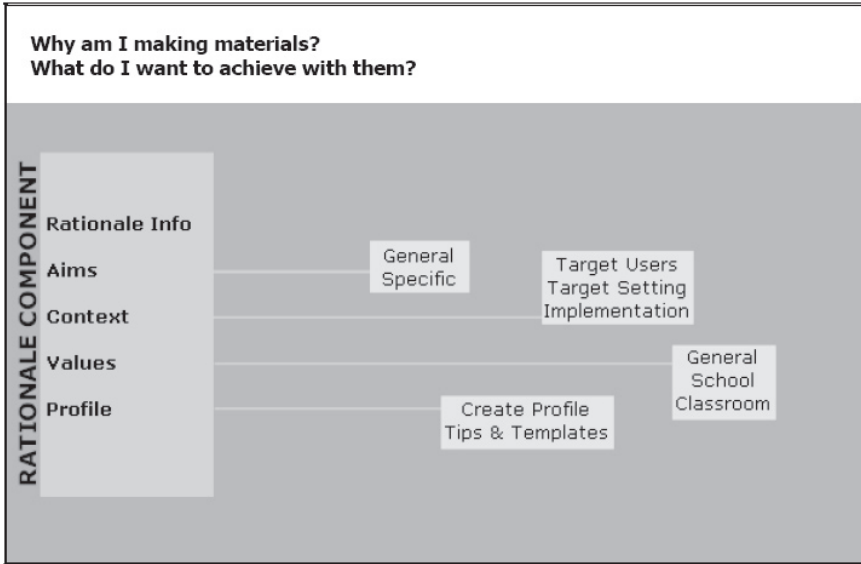 Why am I making materials?
What do I want to achieve with them?
RATIONALE COMPONENT
Rationale Info
Aims
Context
Values
Profile
General
Specific
Target Users
Target Setting
Implementation
General
School
Classroom
Create Profile
Tips & Templates